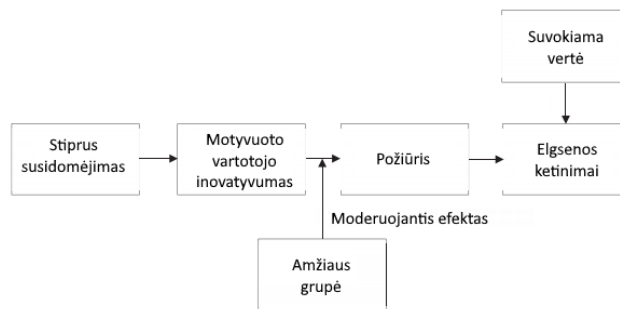 Suvokiama
vertė
Stiprus
susidomėjimas
Motyvuoto
vartotojo
inovatyvumas
Požiūris
Elgsenos
ketinimai
Moderuojantis efektas
Amžiaus
grupė